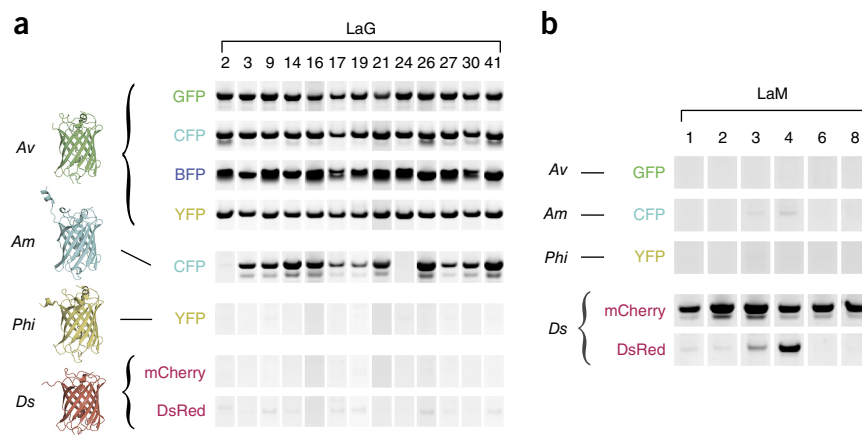 a
LaG
2 3 9 14 16 17 19 21 24 26 27 30 41
GFP
CFP
Av
BFP
YFP
Am
CFP
Phi
YFP
mCherry
Ds
DsRed
b
LaM
1 2 3 4 6 8
Av GFP
Am CFP
Phi YFP
mCherry
Ds
DsRed